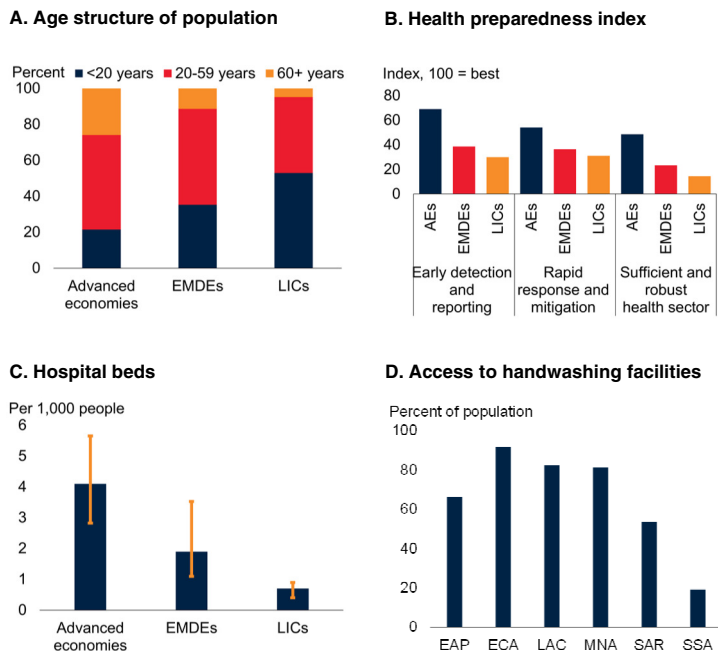 A. Age structure of population
Percent <20 years 20-59 years 60+ years
100
80
60
40
20
0
Advanced economies
EMDEs
LICs
B. Health preparedness index
Index, 100 = best
80
60
40
20
0
AEs
EMDEs
LICs
AEs
EMDEs
LICs
AEs
EMDEs
LICs
Early detection
and
reporting
Rapid
response and
mitigation
Sufficient and
robust
health sector
C. Hospital beds
Per 1,000 people
6
5
4
3
2
1
0
Advanced
economies
EMDEs
LICs
D. Access to handwashing facilities
Percent of population
100
80
60
40
20
0
EAP ECA LAC MNA SAR SSA